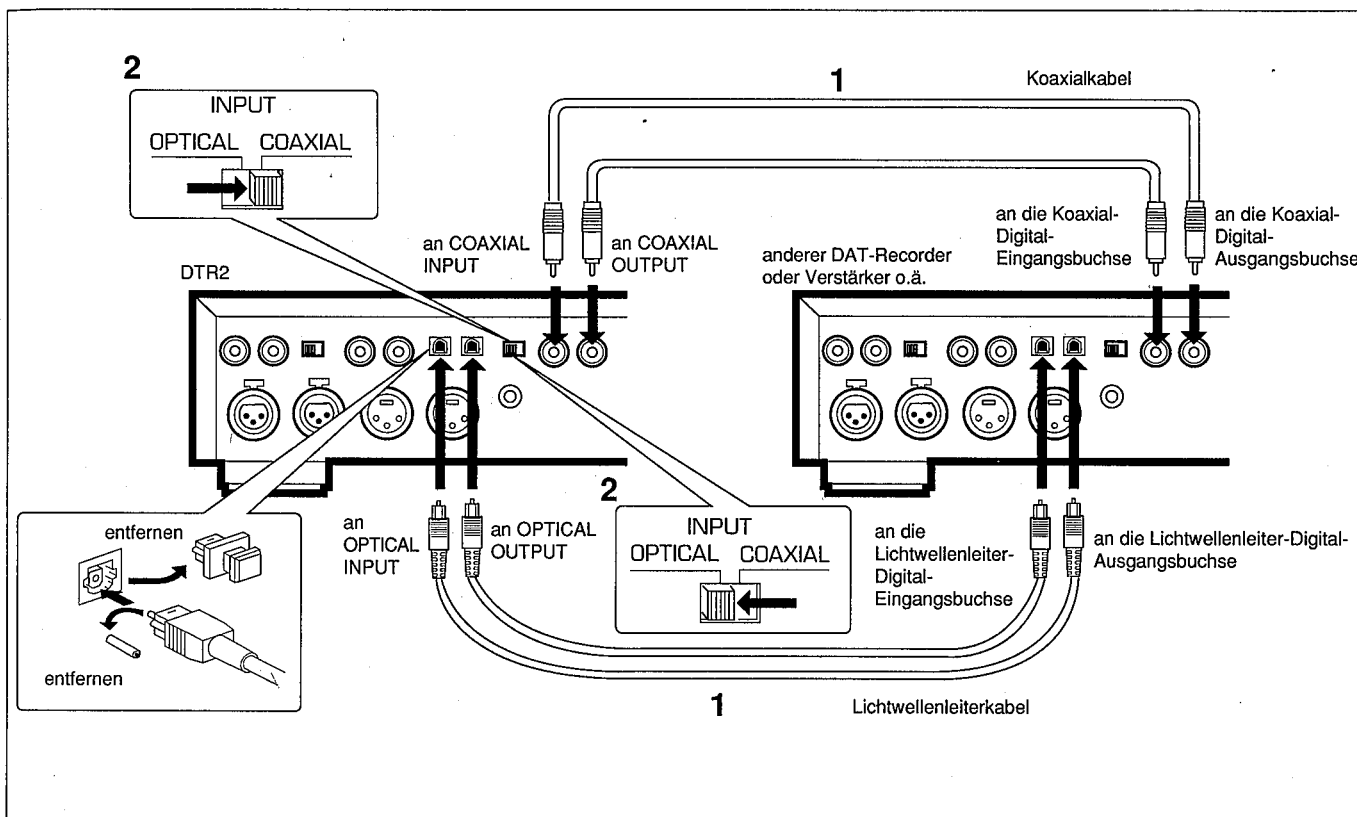 2
INPUT
OPTICAL COAXIAL
1
Koaxialkabel
an COAXIAL
INPUT
an COAXIAL
OUTPUT
anderer DAT-Recorder
oder Verstärker o.ä.
an die Koaxial-
Digital-
Eingangsbuchse
an die Koaxial-
Digital-
Ausgangsbuchse
DTR2
entfernen
entfernen
an
OPTICAL
INPUT
an OPTICAL
OUTPUT
2
INPUT
OPTICAL COAXIAL
an die
Lichtwellenleiter-
Digital-
Eingangsbuchse
an die Lichtwellenleiter-Digital-
Ausgangsbuchse
1
Lichtwellenleiterkabel